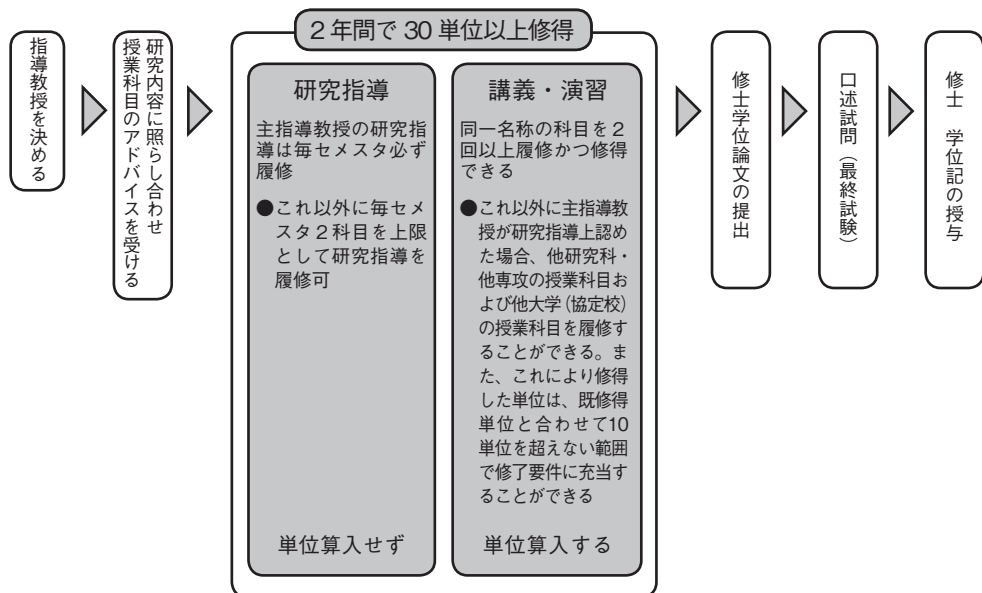 指導教授を決める
研究内容に照らし合わせ
授業科目のアドバイスを受ける
2年間で30単位以上修得
研究指導
主指導教授の研究指
導は毎セメスタ必ず
履修
●これ以外に毎セメ
スタ2科目を上限
として研究指導を
履修可
単位算入せず
講義・演習
同一名称の科目を2
回以上履修かつ修得
できる
●これ以外に主指導教
授が研究指導上認め
た場合、他研究科・
他専攻の授業科目お
よび他大学(協定校)
の授業科目を履修す
ることができる。ま
た、これにより修得
した単位は、既修得
単位と合わせて10
単位を超えない範囲
で修了要件に充当す
ることができる
単位算入する
修士学位論文の提出
口述試問(最終試験)
修士 学位記の授与